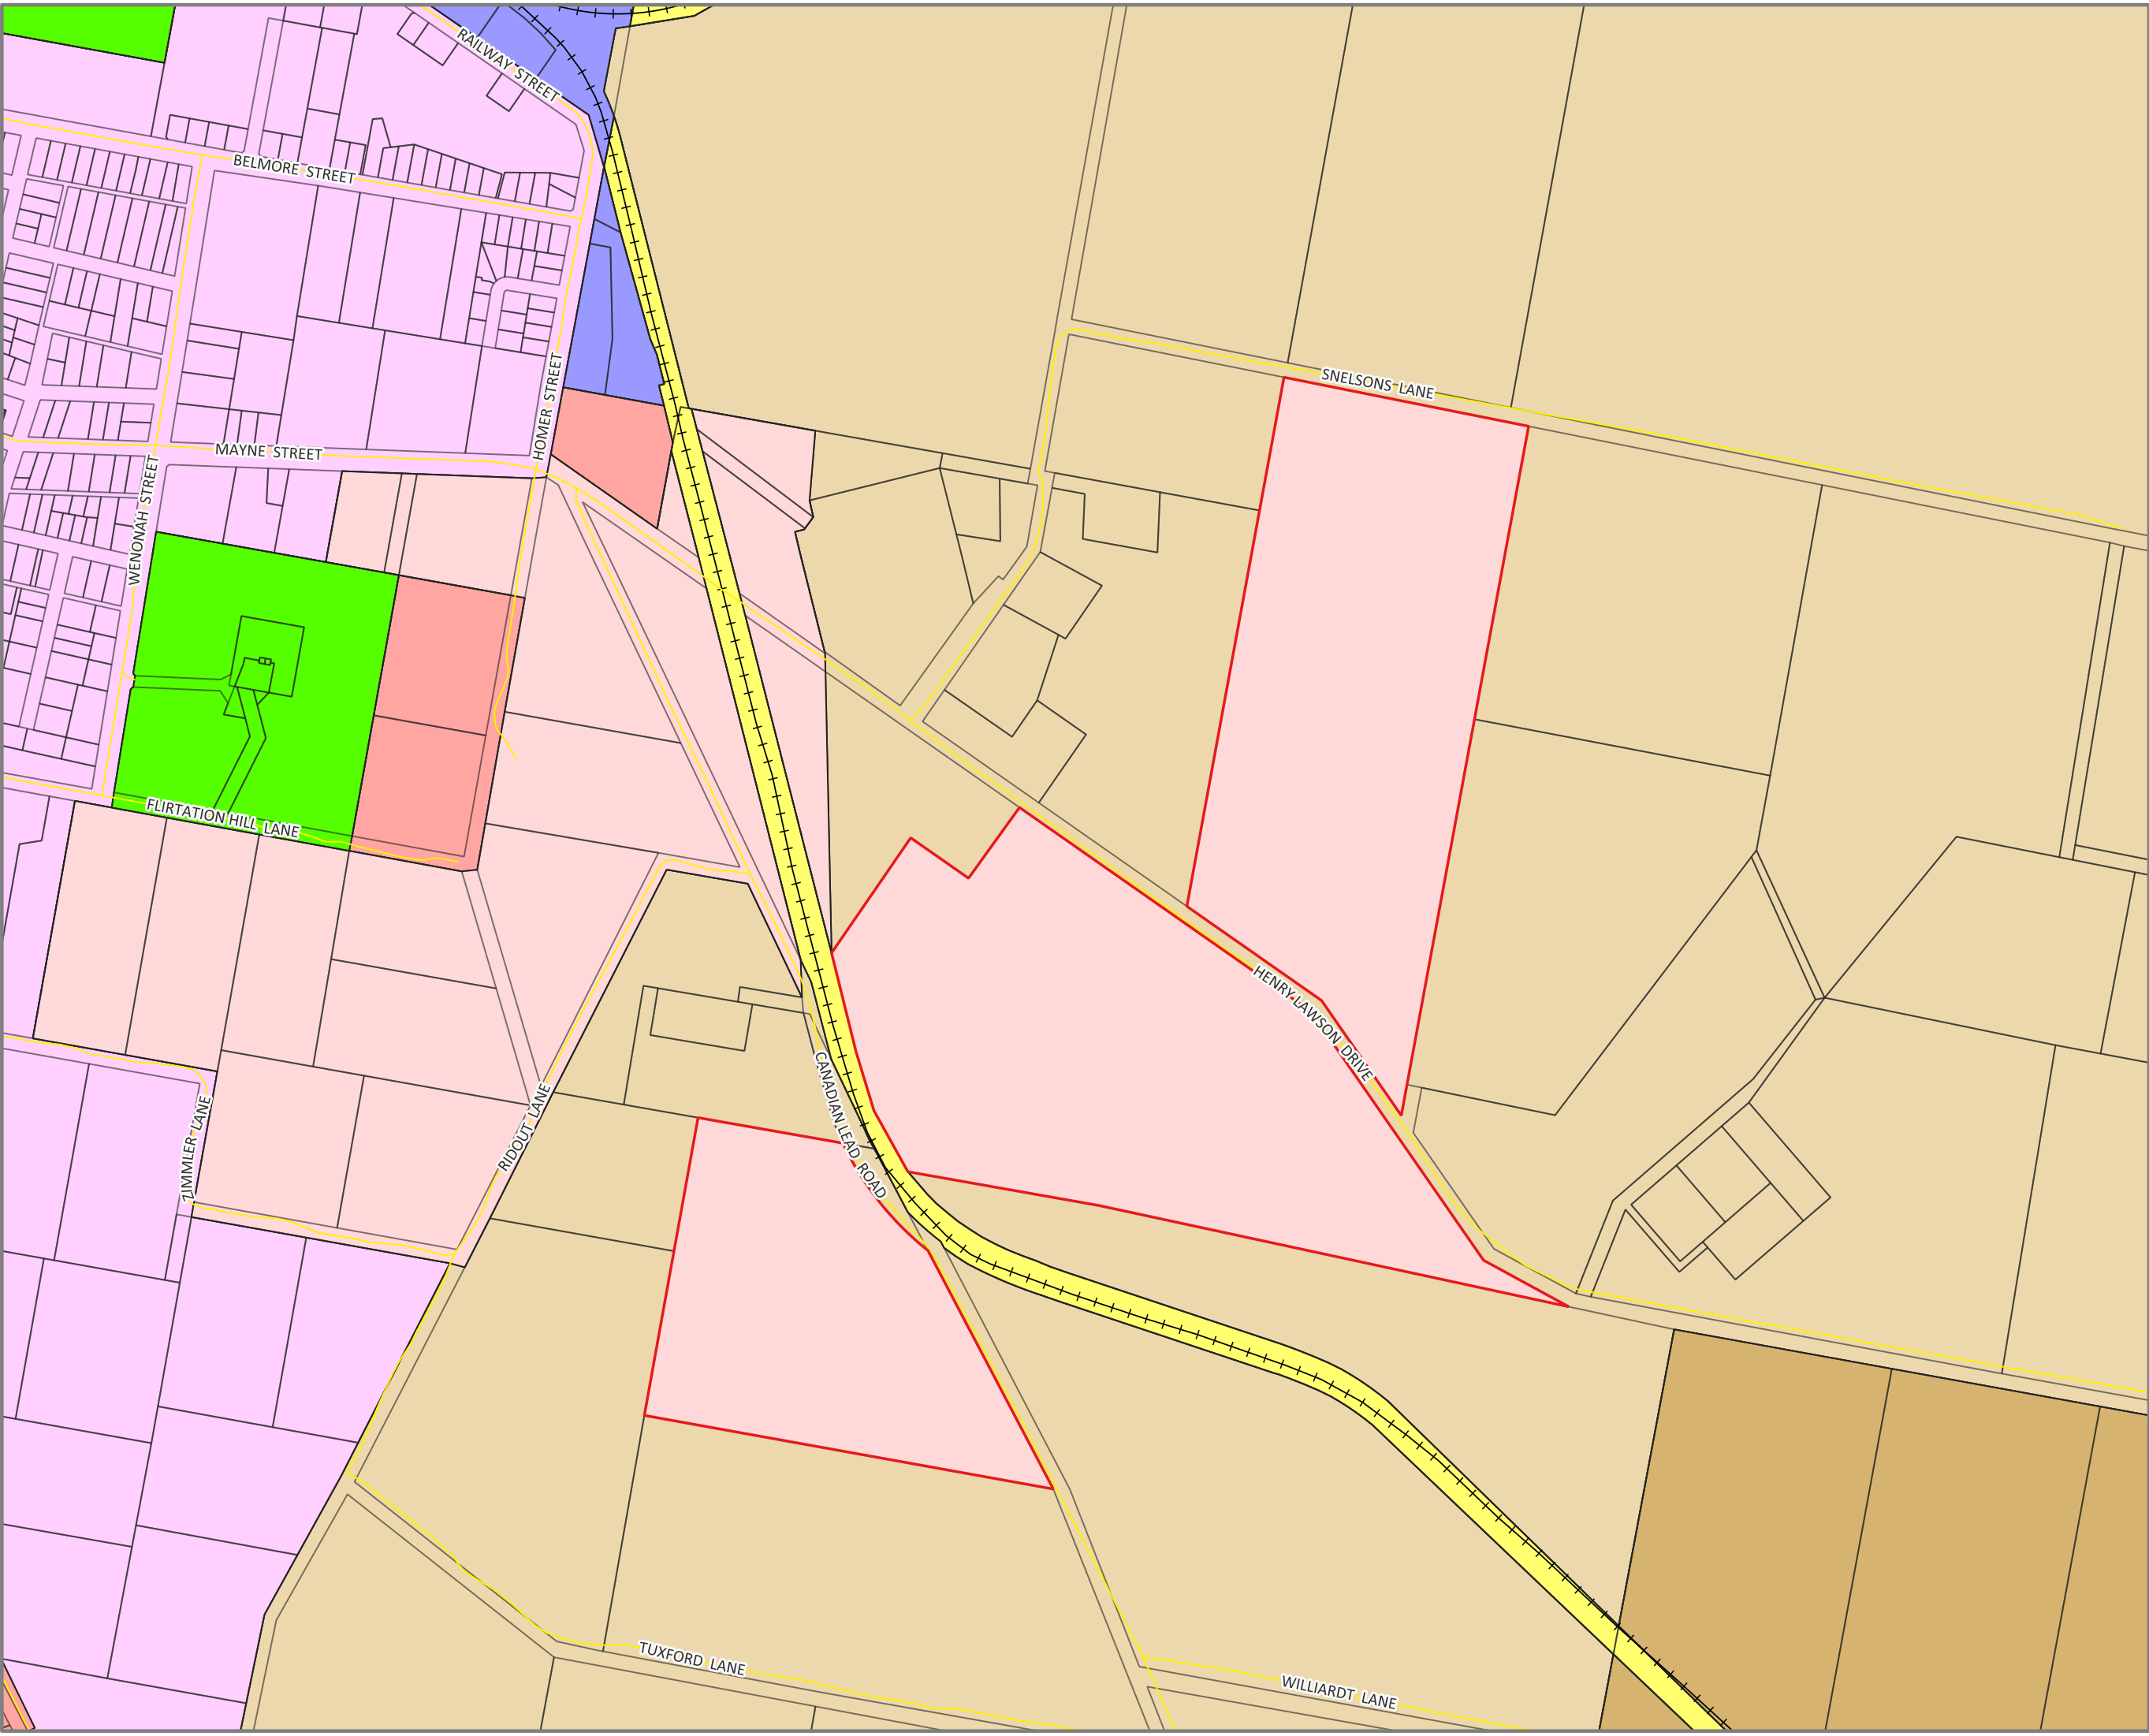 RAILWAY STREET
BELMORE STREET
SNELSONS LANE
HOMER STREET
MAYNE STREET
WENONAH STREET
FLIRTATION HILL LANE
HENRY LAWSON DRIVE
CANADIAN LEAD ROAD
ZIMMLER LANE
RIDOUT LANE
TUXFORD LANE
WILLIARDT LANE